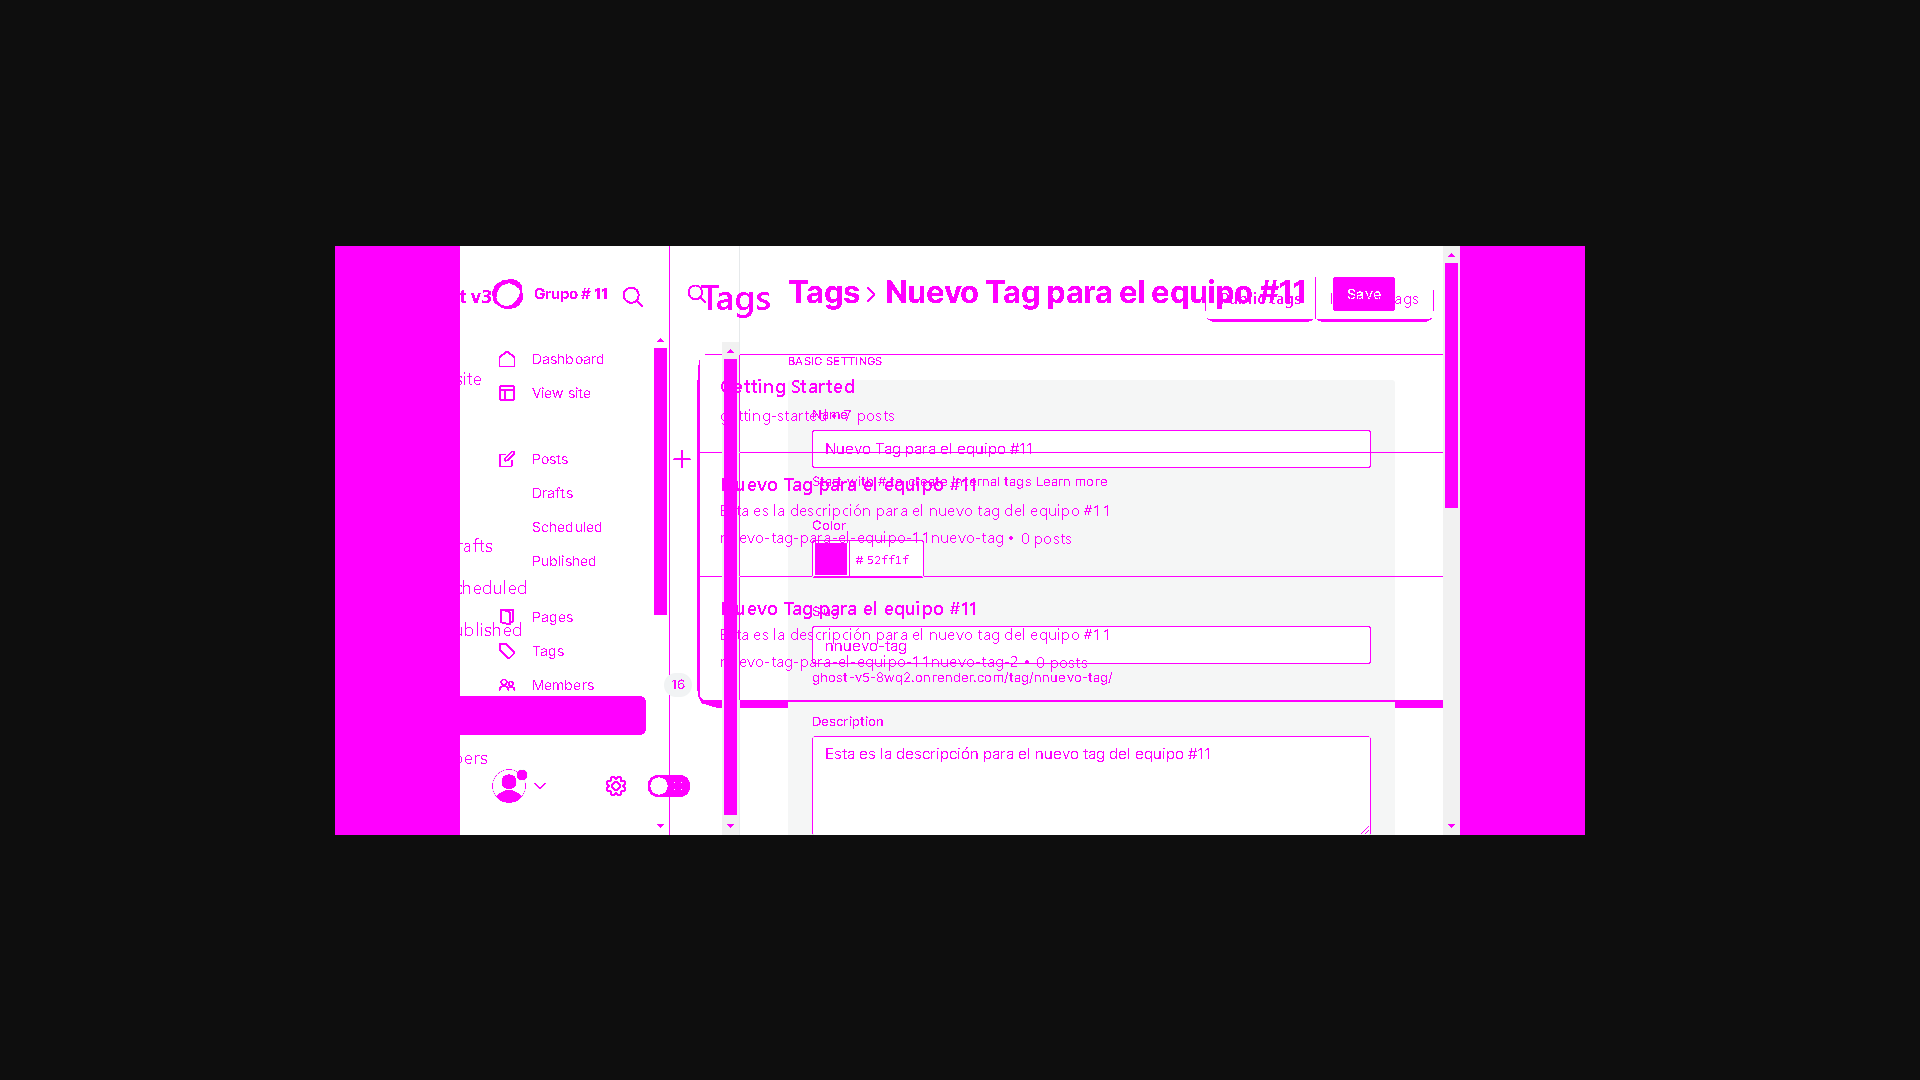 t v3
Grupo # 11
Tags
Tags › Nuevo Tag para el equipo #11
Public tags
Save
ags
Dashboard
site
View site
Posts
Drafts
Scheduled
rafts
Published
cheduled
Pages
ublished
Tags
Members
16
bers
BASIC SETTINGS
Getting Started
getting-started • 7 posts
Name
Nuevo Tag para el equipo #11
Start with # to create internal tags Learn more
Nuevo Tag para el equipo #11
Esta es la descripción para el nuevo tag del equipo #11
Color
nuevo-tag-para-el-equipo-11nuevo-tag • 0 posts
# 52ff1f
Nuevo Tag para el equipo #11
Slug
Esta es la descripción para el nuevo tag del equipo #11
nnuevo-tag
nuevo-tag-para-el-equipo-11nuevo-tag-2 • 0 posts
ghost-v5-8wq2.onrender.com/tag/nnuevo-tag/
Description
Esta es la descripción para el nuevo tag del equipo #11